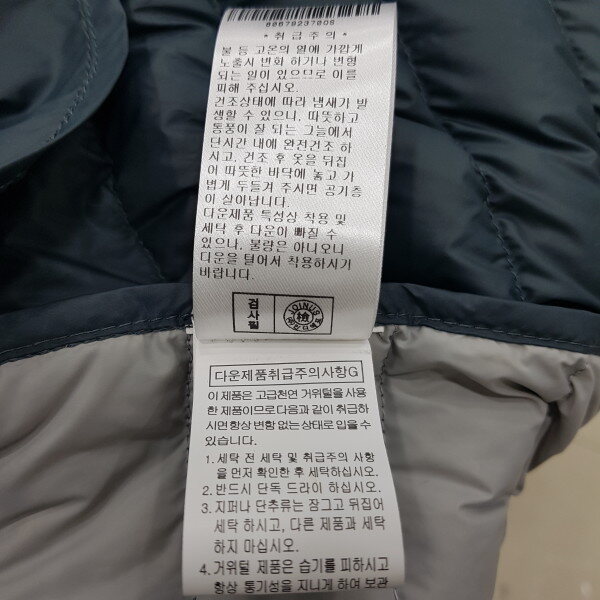 * 취급주의 *
불 등 고온의 열에 가깝게
노출시 변화 하거나 변형
되는 일이 있으므로 이를
피해 주십시오.
건조상태에 따라 냄새가 발
생할 수 있으니, 따뜻하고
통풍이 잘 되는 그늘에서
단시간 내에 완전건조 하
시고, 건조 후 옷을 뒤집
어 따뜻한 바닥에 놓고 가
볍게 두들겨 주시면 공기층
이 살아납니다.
다운제품 특성상 착용 및
세탁 후 다운이 빠질 수
있으나, 불량은 아니오니
다운을 털어서 착용하시기
바랍니다.
검사필
JOINUS
檢
다운제품취급주의사항G
이 제품은 고급천연 거위털을 사용
한 제품이므로다음과 같이 취급하
시면 항상 변함 없는 상태로 입을 수
있습니다.
1. 세탁 전 세탁 및 취급주의 사항
을 먼저 확인한 후 세탁하십시오.
2. 반드시 단독 드라이 하십시오.
3. 지퍼나 단추류는 잠그고 뒤집어
세탁 하시고, 다른 제품과 세탁
하지 마십시오.
4. 거위털 제품은 습기를 피하시고
항상 통기성을 지니게 하여 보관